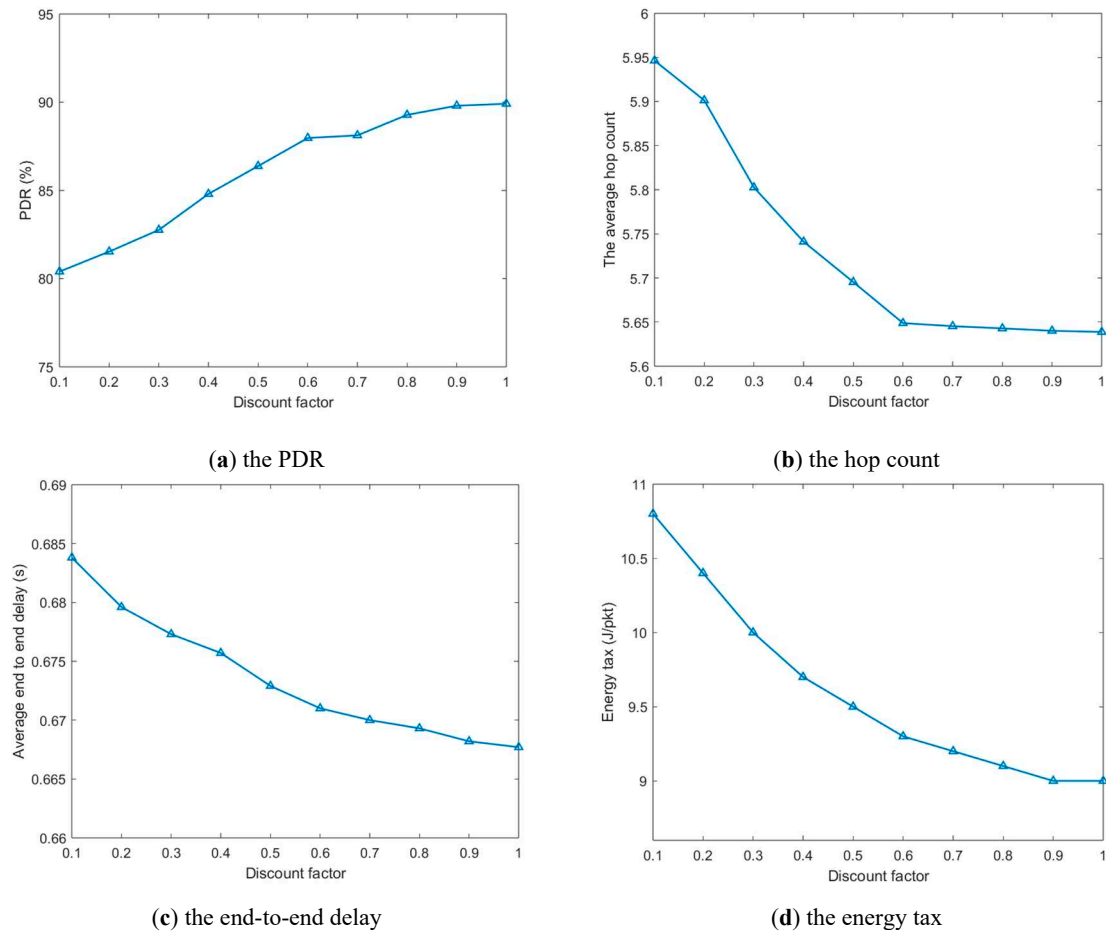 95
90
85
80
75
PDR (%)
0.1 0.2 0.3 0.4 0.5 0.6 0.7 0.8 0.9 1
Discount factor
(a) the PDR
6
5.95
5.9
5.85
5.8
5.75
5.7
5.65
5.6
The average hop count
0.1 0.2 0.3 0.4 0.5 0.6 0.7 0.8 0.9 1
Discount factor
(b) the hop count
0.69
0.685
0.68
0.675
0.67
0.665
0.66
Average end to end delay (s)
0.1 0.2 0.3 0.4 0.5 0.6 0.7 0.8 0.9 1
Discount factor
(c) the end-to-end delay
11
10.5
10
9.5
9
Energy tax (J/pkt)
0.1 0.2 0.3 0.4 0.5 0.6 0.7 0.8 0.9 1
Discount factor
(d) the energy tax